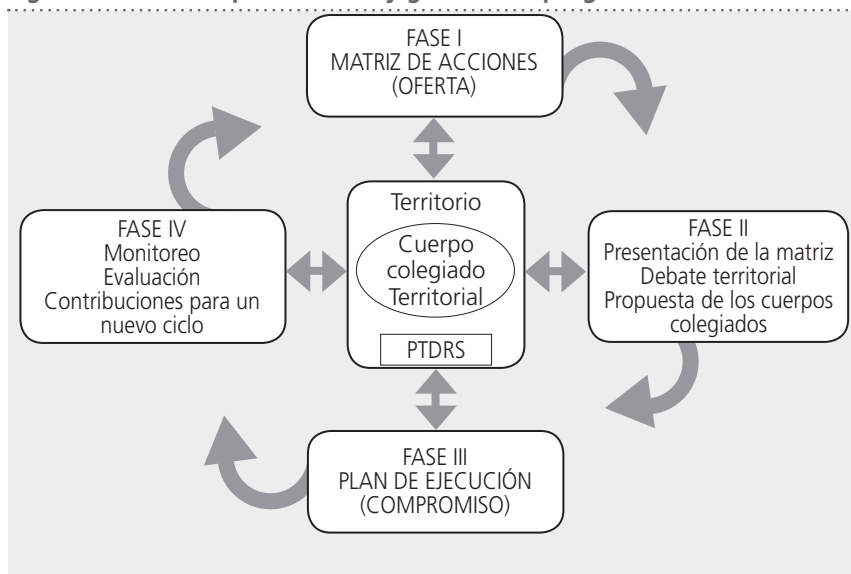 FASE I
MATRIZ DE ACCIONES
(OFERTA)
Territorio
Cuerpo
colegiado
Territorial
PTDRS
FASE IV
Monitoreo
Evaluación
Contribuciones para un
nuevo ciclo
FASE II
Presentación de la matriz
Debate territorial
Propuesta de los cuerpos
colegiados
FASE III
PLAN DE EJECUCIÓN
(COMPROMISO)